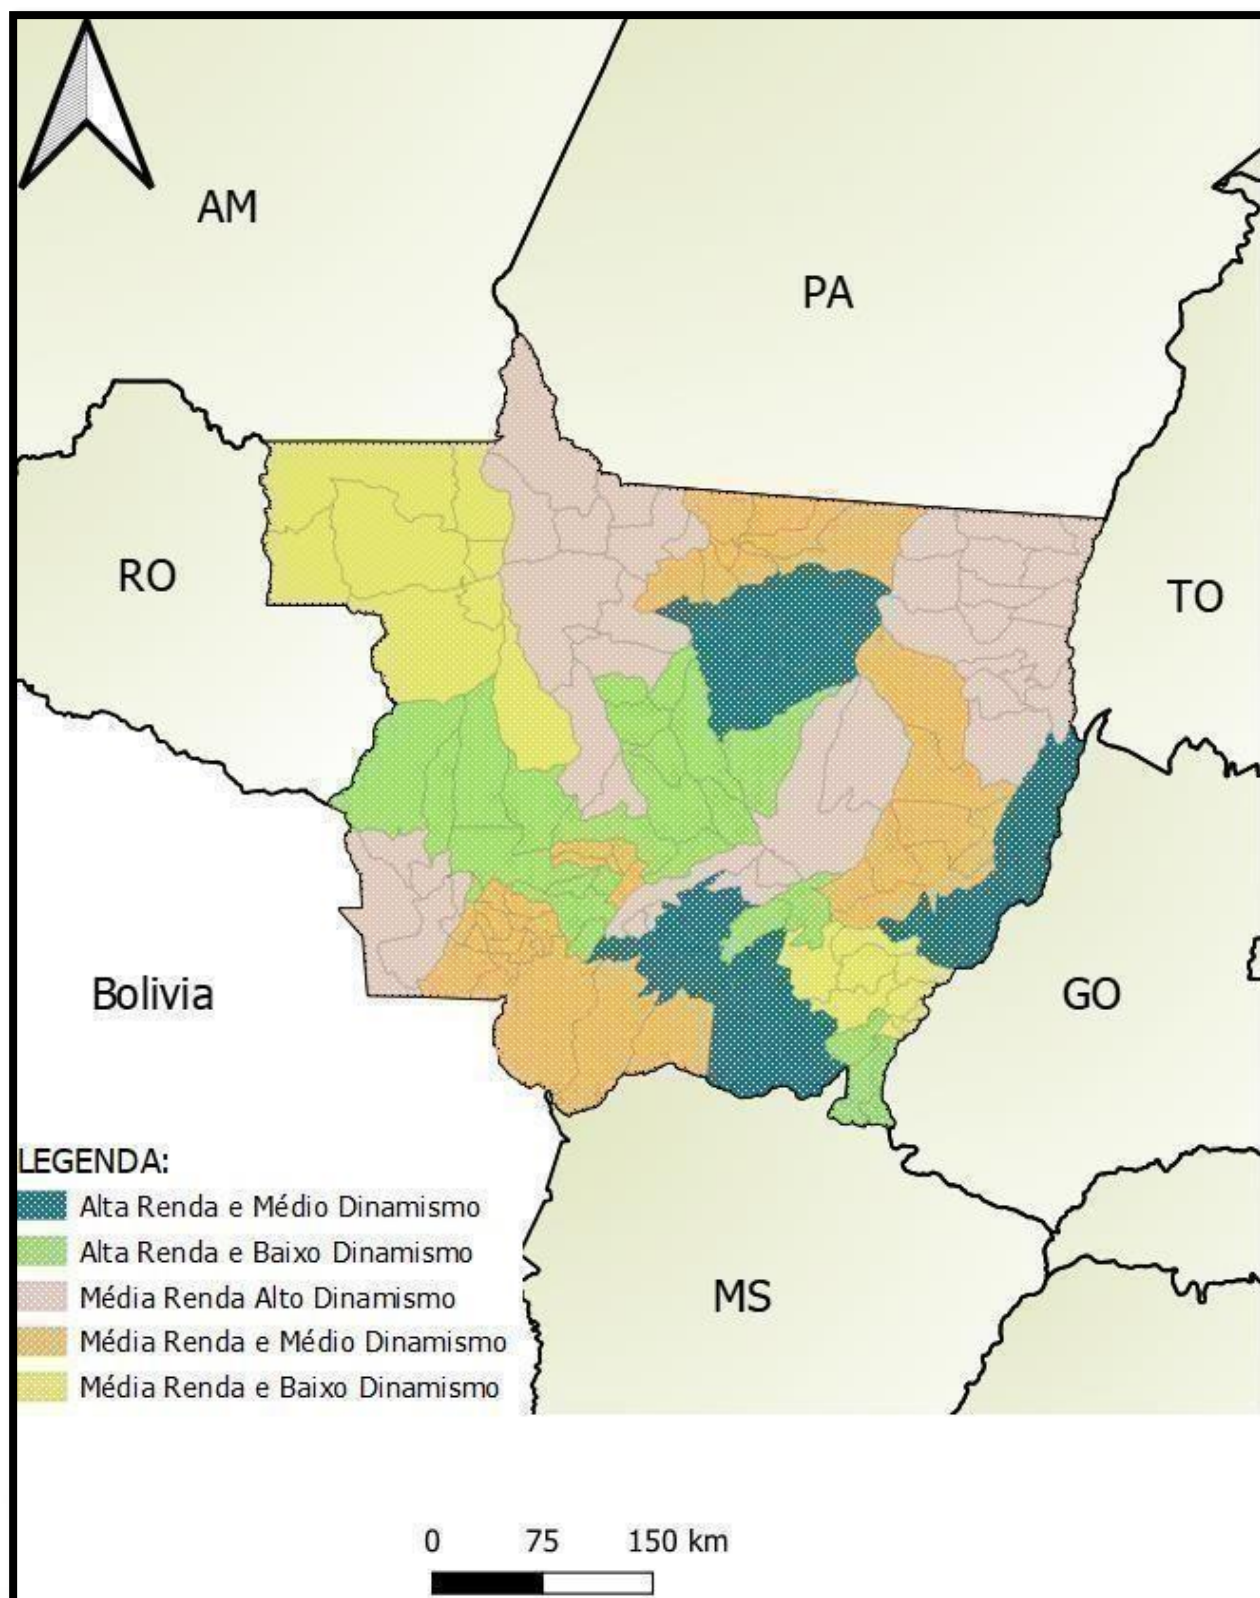 AM
PA
RO
TO
Bolivia
GO
MS
LEGENDA:
Alta Renda e Médio Dinamismo
Alta Renda e Baixo Dinamismo
Média Renda Alto Dinamismo
Média Renda e Médio Dinamismo
Média Renda e Baixo Dinamismo
0 75 150 km